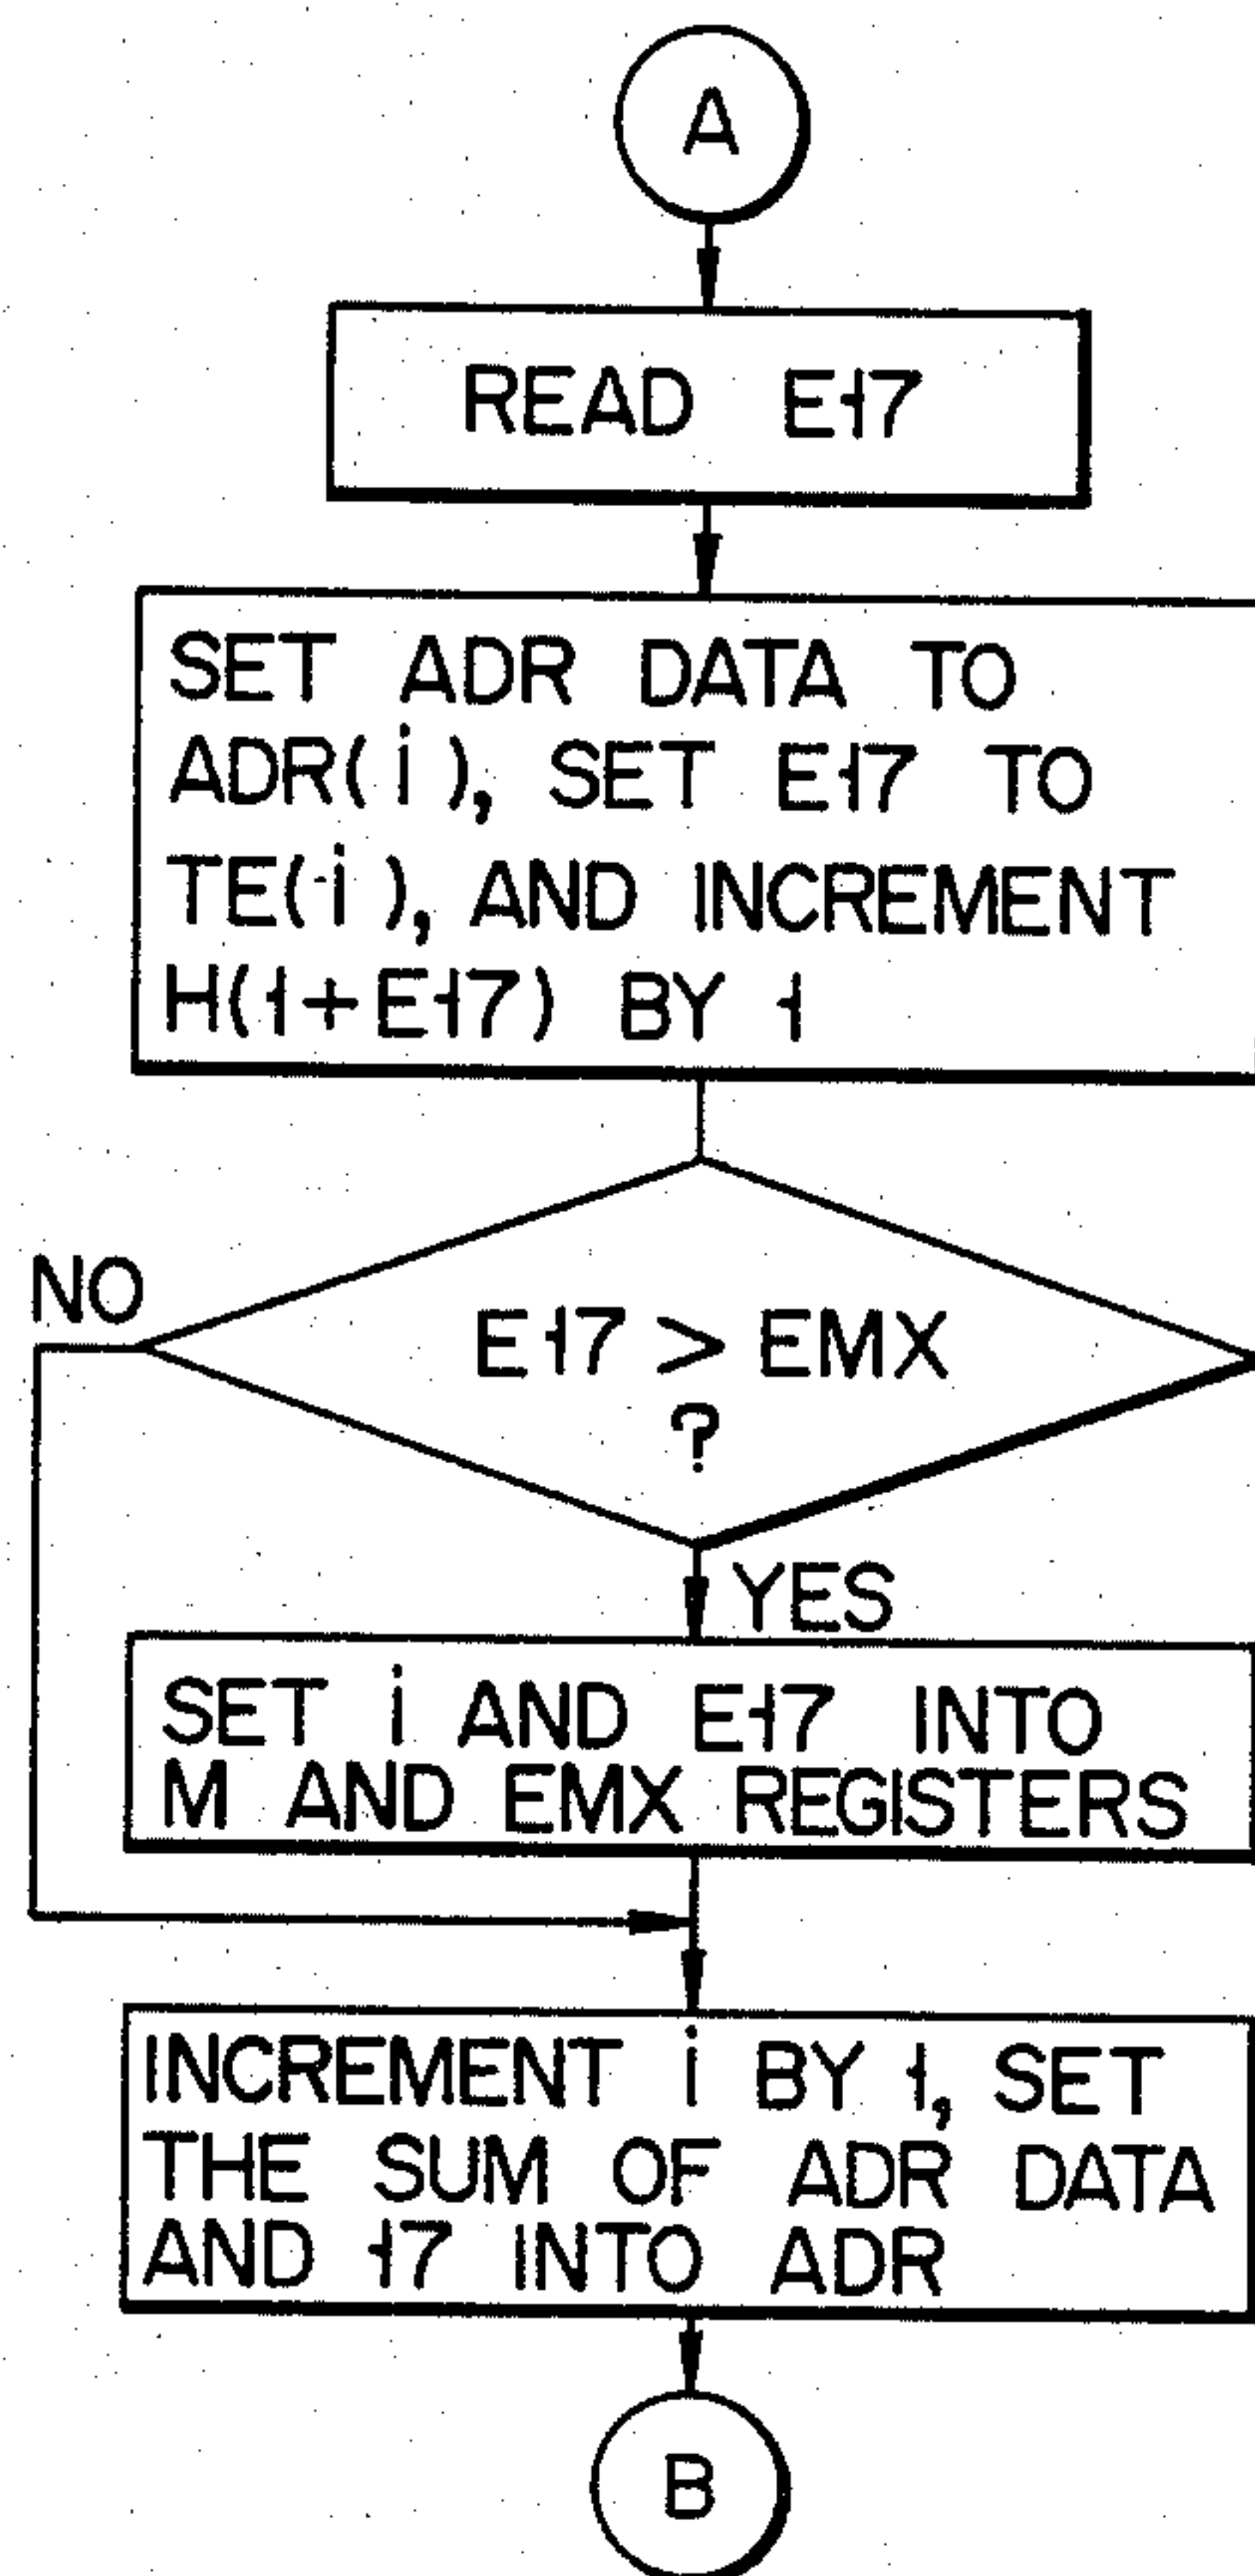 A
READ E17
SET ADR DATA TO
ADR(i), SET E17 TO
TE(i), AND INCREMENT
H(1+E17) BY 1
NO
E17 > EMX
?
YES
SET i AND E17 INTO
M AND EMX REGISTERS
INCREMENT i BY 1, SET
THE SUM OF ADR DATA
AND 17 INTO ADR
B